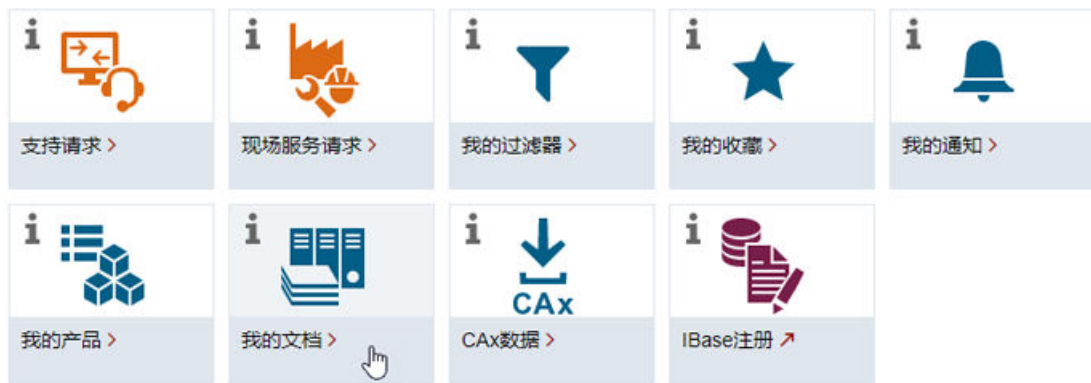 支持请求
现场服务请求
我的过滤器
我的收藏
我的通知
CAx
我的产品
我的文档
CAx数据
IBase注册